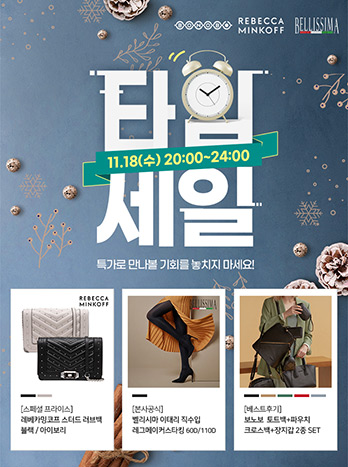 BONOBO REBECCA MINKOFF BELLISSIMA
타임
11.18(수) 20:00~24:00
세일
특가로 만나볼 기회를 놓치지 마세요!
REBECCA
MINKOFF
[스페셜 프라이스]
레베카밍코프 스터드 러브백
블랙 / 아이보리
BELLISSIMA
[본사공식]
벨리시마 이태리 직수입
레그메이커스타킹 60D/110D
[베스트후기]
보노보 토트백+파우치
크로스백+장지갑 2종 SET